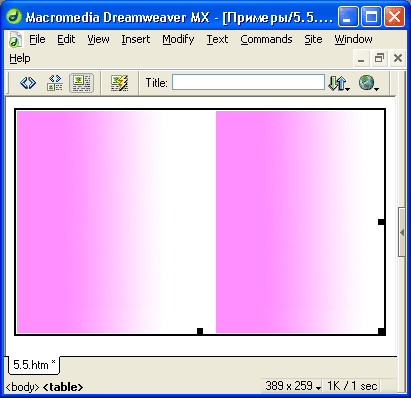 Macromedia Dreamweaver MX - [Примеры/5.5....
File Edit View Insert Modify Text Commands Site Window
Help
Title:
5.5.htm*
<body> <table> 389 x 259 1K / 1 sec